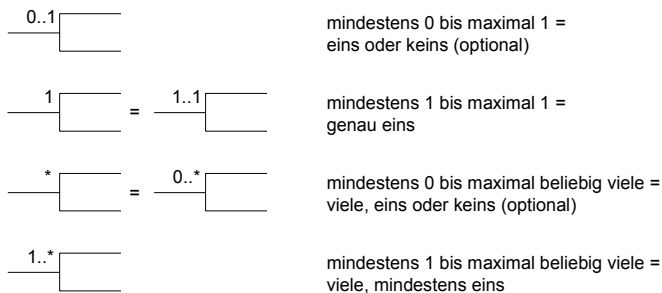 0..1
mindestens 0 bis maximal 1 =
eins oder keins (optional)
1 = 1..1
mindestens 1 bis maximal 1 =
genau eins
* = 0..*
mindestens 0 bis maximal beliebig viele =
viele, eins oder keins (optional)
1..*
mindestens 1 bis maximal beliebig viele =
viele, mindestens eins